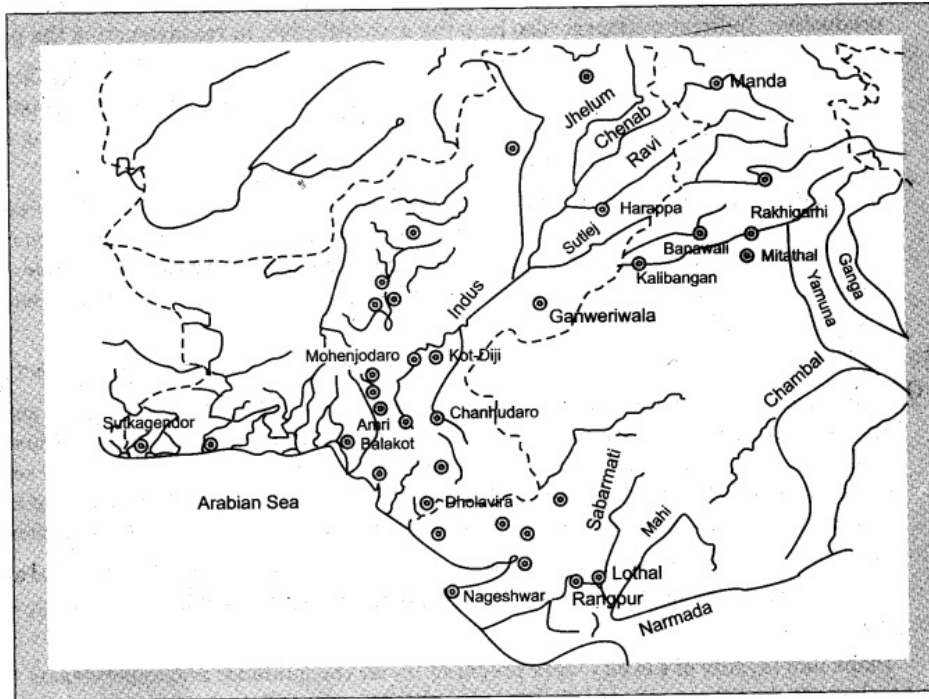 Manda
Jhelum
Chenab
Ravi
Harappa
Sutlej
Rakhigarhi
Banawali
Mitathal
Kalibangan
Yamuna
Ganga
Indus
Ganweriwala
Mohenjodaro
Kot-Diji
Chambal
Sutkagendor
Amri
Chanhudaro
Balakot
Arabian Sea
Dholavira
Sabarmati
Mahi
Lothal
Nageshwar
Rangpur
Narmada